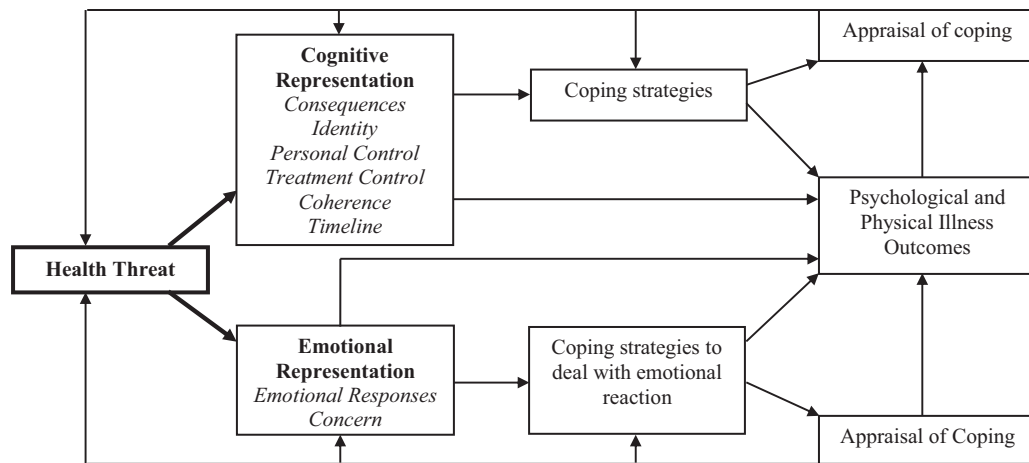 Appraisal of coping
Cognitive
Representation
Consequences
Identity
Personal Control
Treatment Control
Coherence
Timeline
Coping strategies
Psychological and
Physical Illness
Outcomes
Health Threat
Emotional
Representation
Emotional Responses
Concern
Coping strategies to
deal with emotional
reaction
Appraisal of Coping